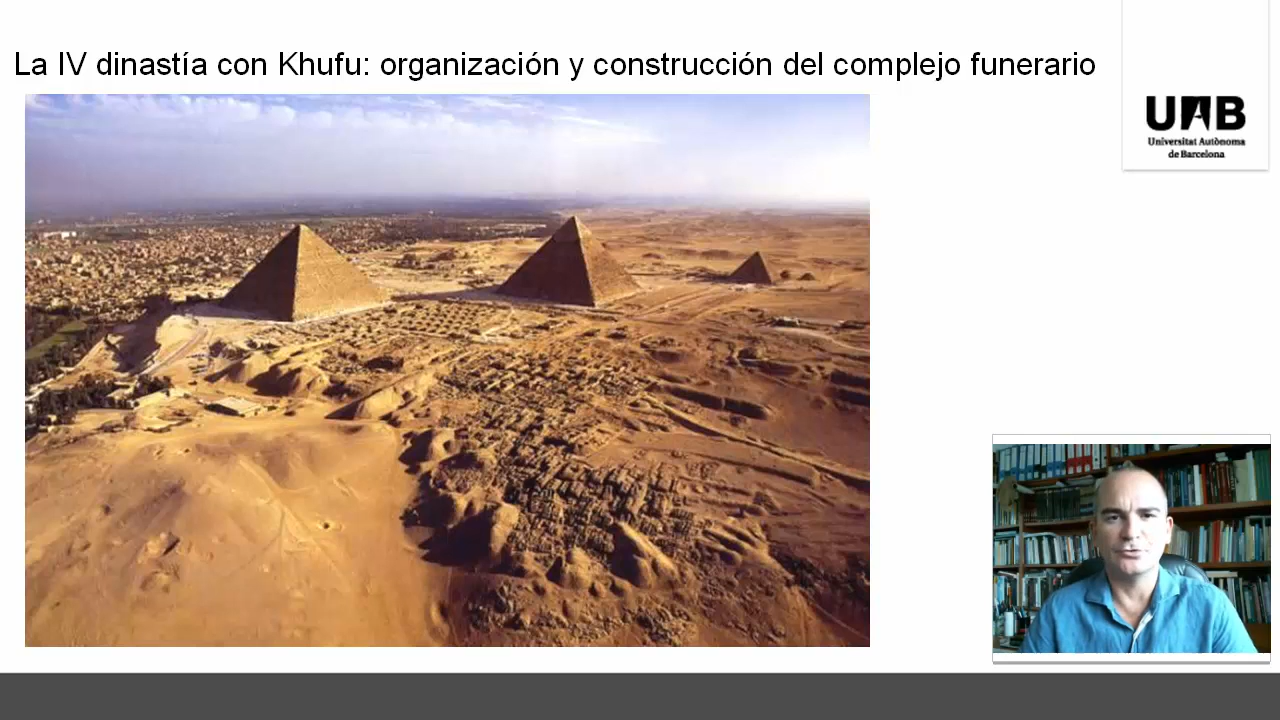 La IV dinastía con Khufu: organización y construcción del complejo funerario
UAB
Universitat Autònoma
de Barcelona